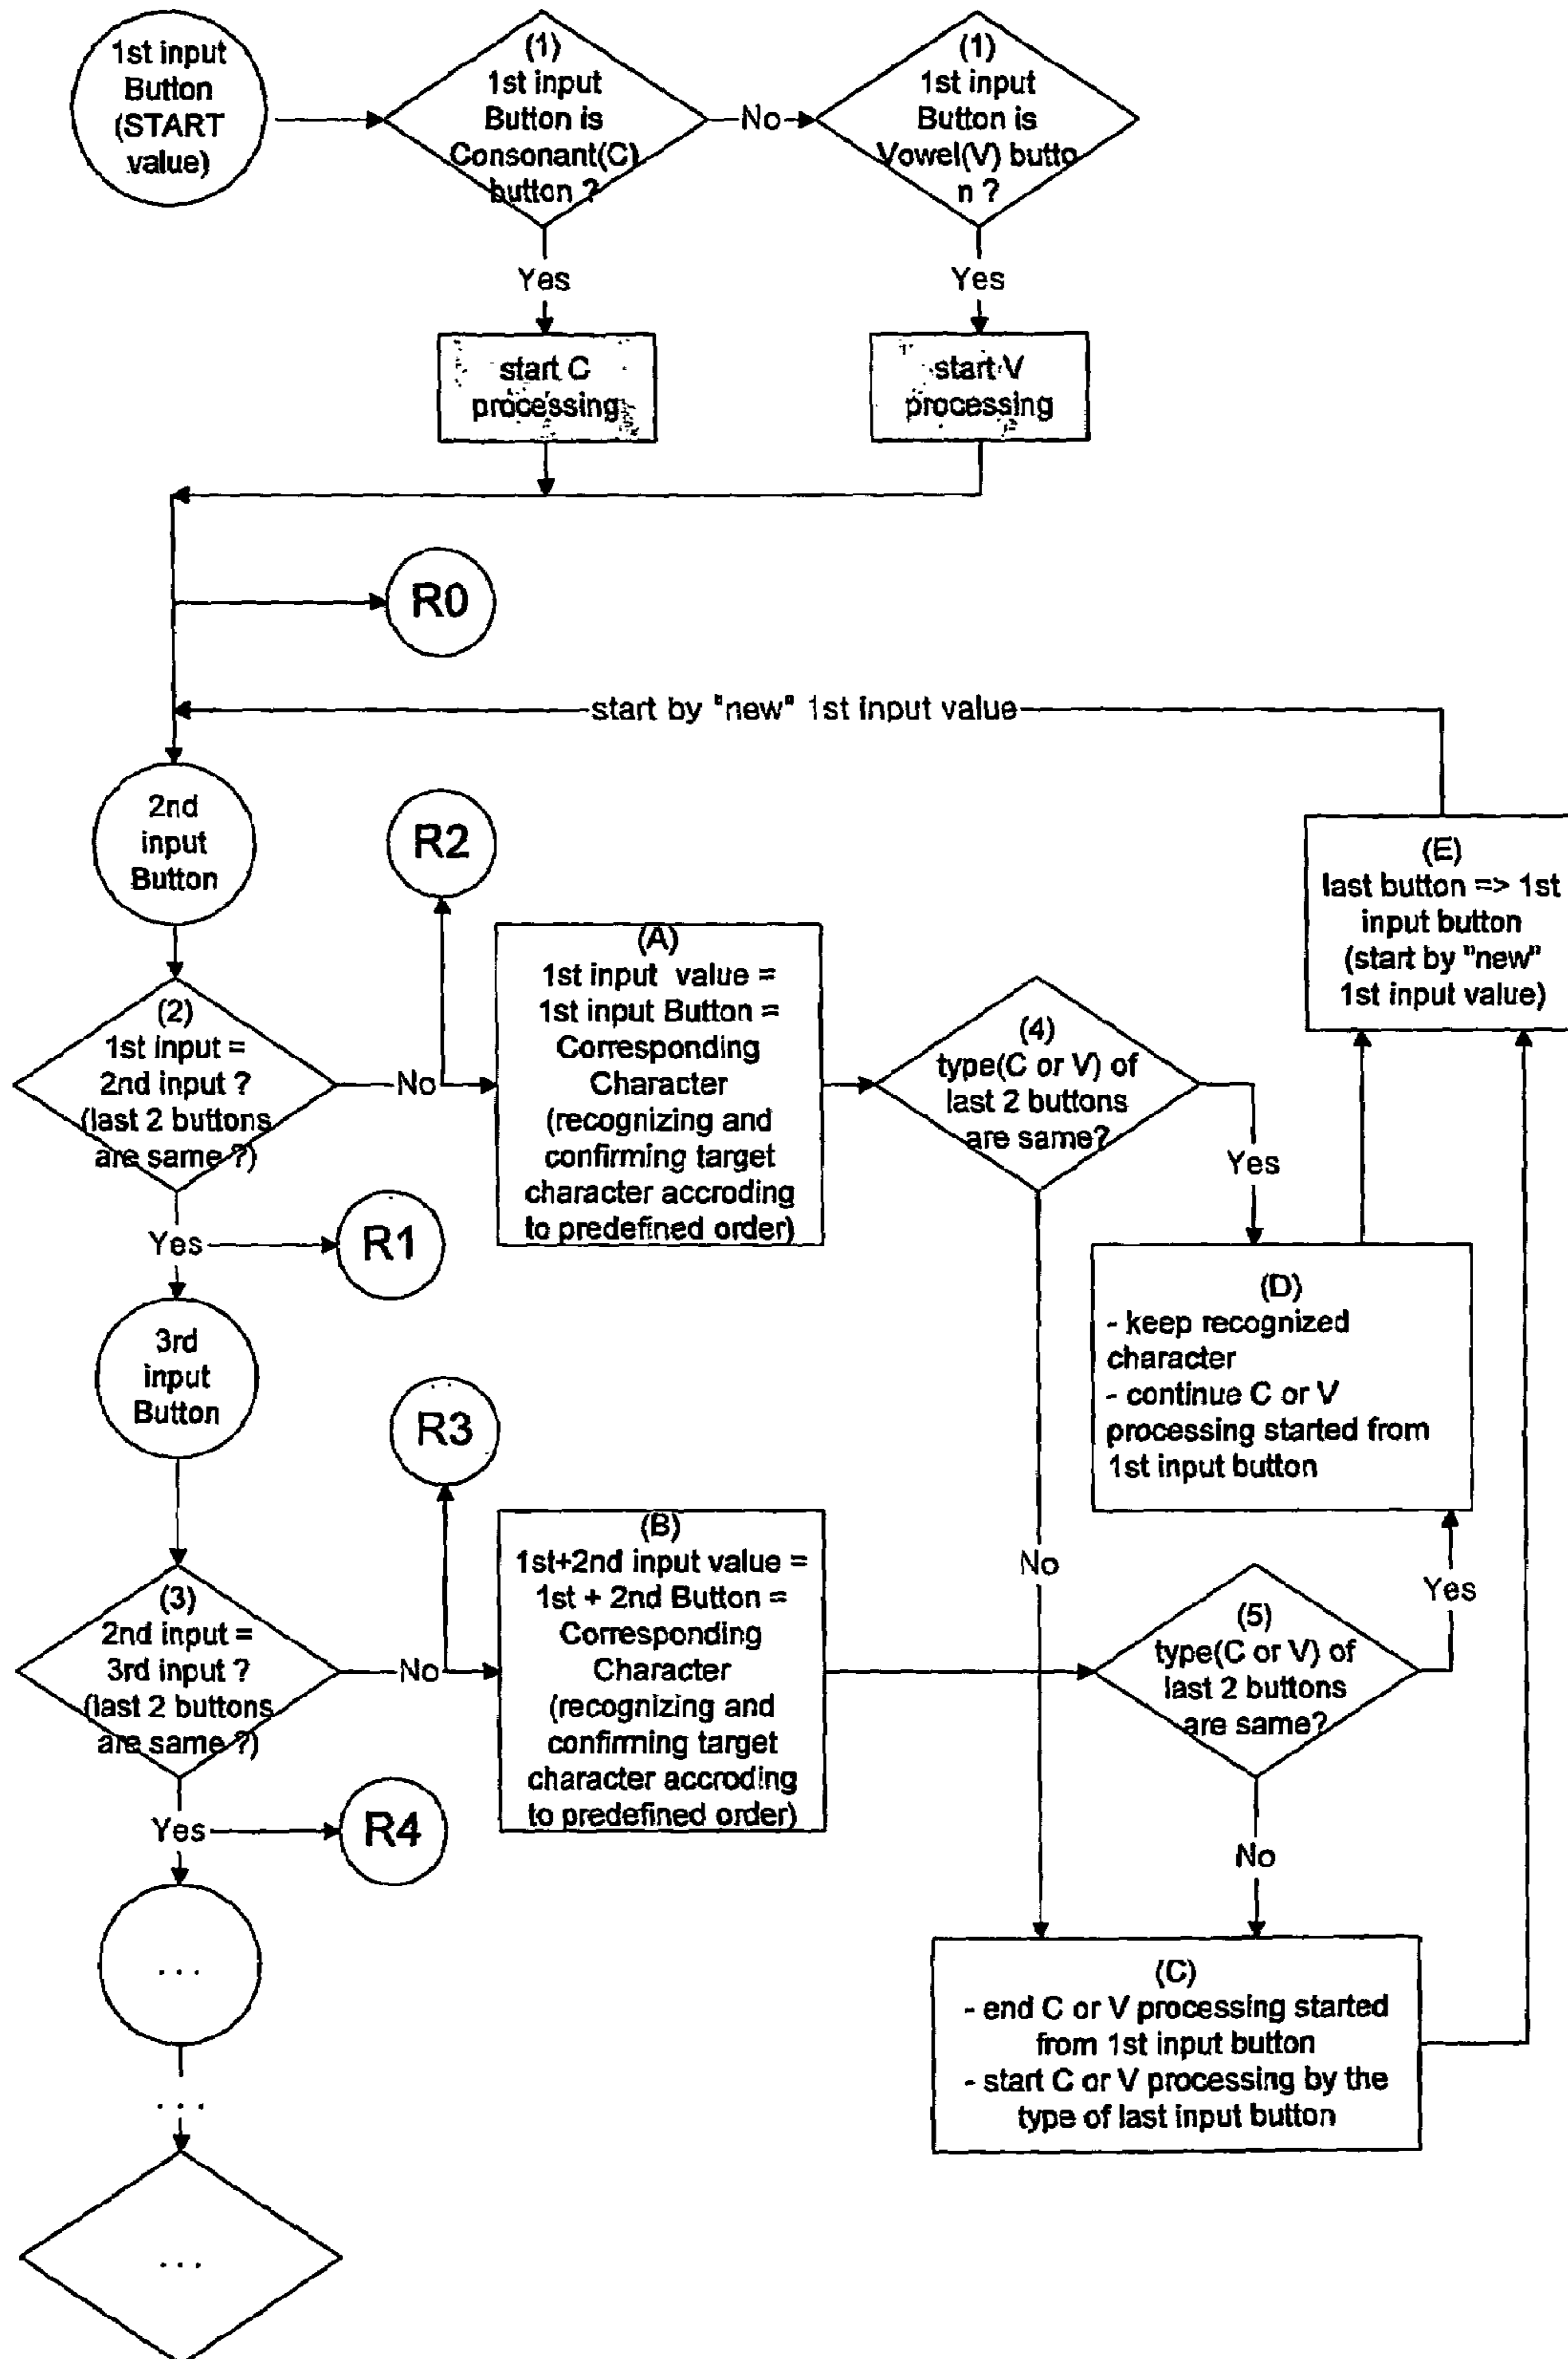 1st input
Button
(START
value)
(1)
1st input
Button is
Consonant(C)
button ?
No
(1)
1st input
Button is
Vowel(V) butto
n ?
Yes
Yes
start C
processing
start V
processing
R0
start by "new" 1st input value
2nd
input
Button
R2
(E)
last button => 1st
input button
(start by "new"
1st input value)
(2)
1st input =
2nd input ?
(last 2 buttons
are same ?)
No
(A)
1st input value =
1st input Button =
Corresponding
Character
(recognizing and
confirming target
character accroding
to predefined order)
(4)
type(C or V) of
last 2 buttons
are same?
Yes
Yes
R1
(D)
- keep recognized
character
- continue C or V
processing started from
1st input button
3rd
input
Button
R3
(3)
2nd input =
3rd input ?
(last 2 buttons
are same ?)
No
(B)
1st+2nd input value =
1st + 2nd Button =
Corresponding
Character
(recognizing and
confirming target
character accroding
to predefined order)
No
(5)
type(C or V) of
last 2 buttons
are same?
Yes
Yes
R4
No
. . .
(C)
- end C or V processing started
from 1st input button
- start C or V processing by the
type of last input button
. . .
. . .